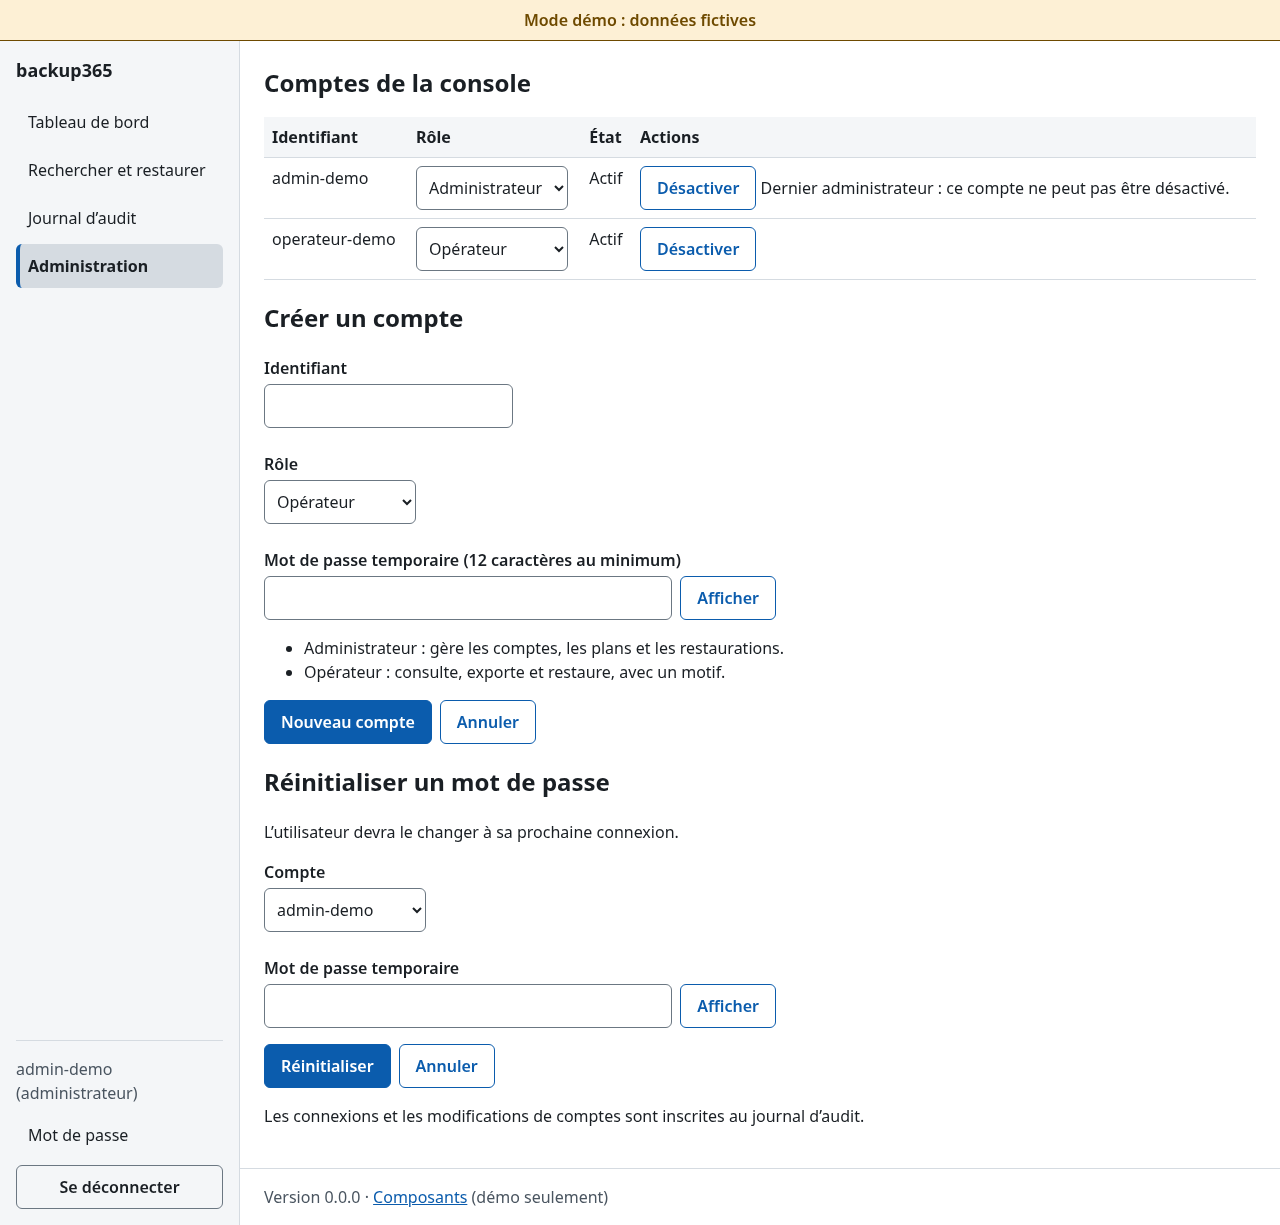 Mode démo : données fictives
backup365
Tableau de bord
Rechercher et restaurer
Journal d’audit
Administration
admin-demo
(administrateur)
Mot de passe
Se déconnecter
Comptes de la console
Identifiant Rôle État Actions
admin-demo Administrateur Actif Désactiver Dernier administrateur : ce compte ne peut pas être désactivé.
operateur-demo Opérateur Actif Désactiver
Créer un compte
Identifiant
Rôle
Opérateur
Mot de passe temporaire (12 caractères au minimum)
Afficher
Administrateur : gère les comptes, les plans et les restaurations.
Opérateur : consulte, exporte et restaure, avec un motif.
Nouveau compte Annuler
Réinitialiser un mot de passe
L’utilisateur devra le changer à sa prochaine connexion.
Compte
admin-demo
Mot de passe temporaire
Afficher
Réinitialiser Annuler
Les connexions et les modifications de comptes sont inscrites au journal d’audit.
Version 0.0.0 · Composants (démo seulement)